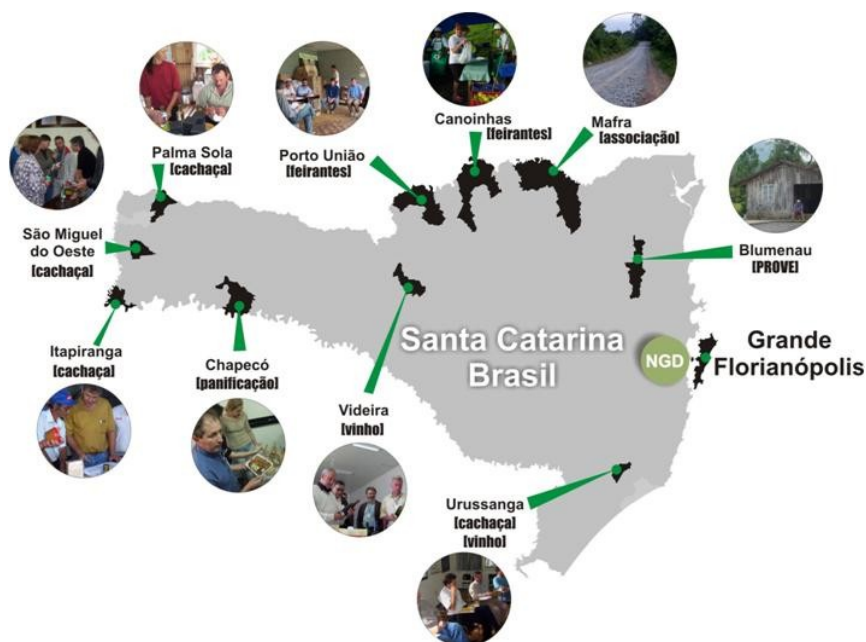 Canoinhas
[feirantes]
Mafra
[associação]
Palma Sola
[cachaça]
Porto União
[feirantes]
São Miguel
do Oeste
[cachaça]
Blumenau
[PROVE]
Itapiranga
[cachaça]
Chapecó
[panificação]
Videira
[vinho]
Santa Catarina
Brasil
NGD
Grande
Florianópolis
Urussanga
[cachaça]
[vinho]